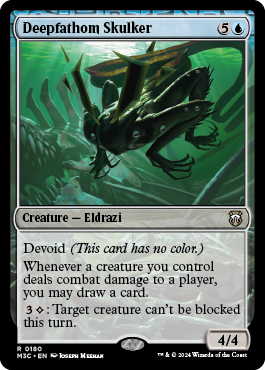 Deepfathom Skulker 5
Creature — Eldrazi
Devoid (This card has no color.)
Whenever a creature you control
deals combat damage to a player,
you may draw a card.
3: Target creature can't be blocked
this turn.
4/4
R 0180
M3C • EN Joseph Meehan
™ & © 2024 Wizards of the Coast